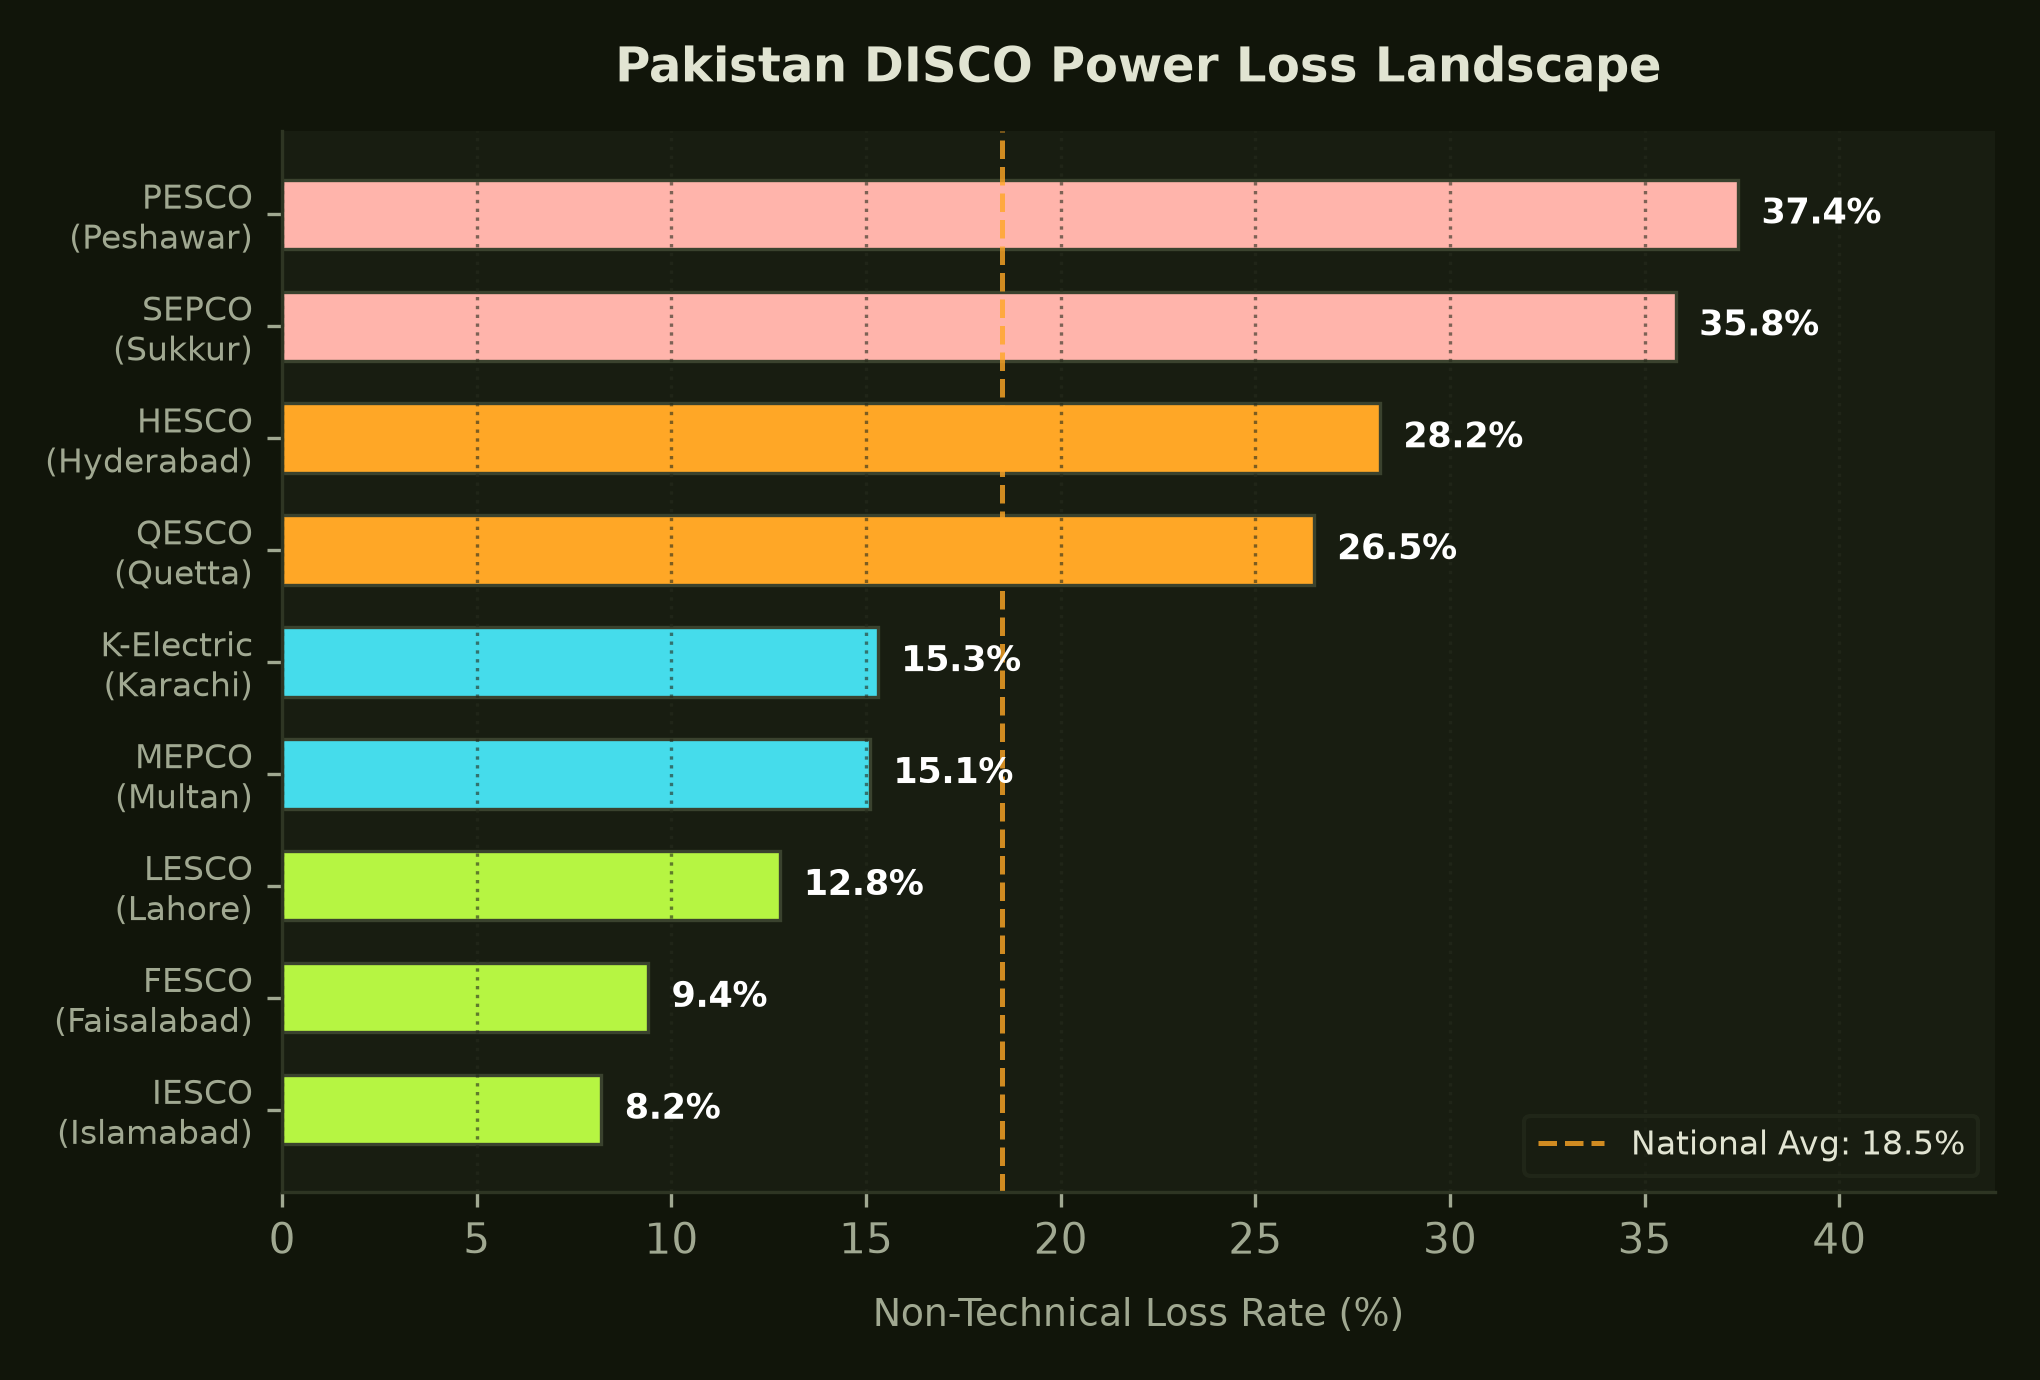 Pakistan DISCO Power Loss Landscape
PESCO
(Peshawar)
37.4%
SEPCO
(Sukkur)
35.8%
HESCO
(Hyderabad)
28.2%
QESCO
(Quetta)
26.5%
K-Electric
(Karachi)
15.3%
MEPCO
(Multan)
15.1%
LESCO
(Lahore)
12.8%
FESCO
(Faisalabad)
9.4%
IESCO
(Islamabad)
8.2%
National Avg: 18.5%
0 5 10 15 20 25 30 35 40
Non-Technical Loss Rate (%)